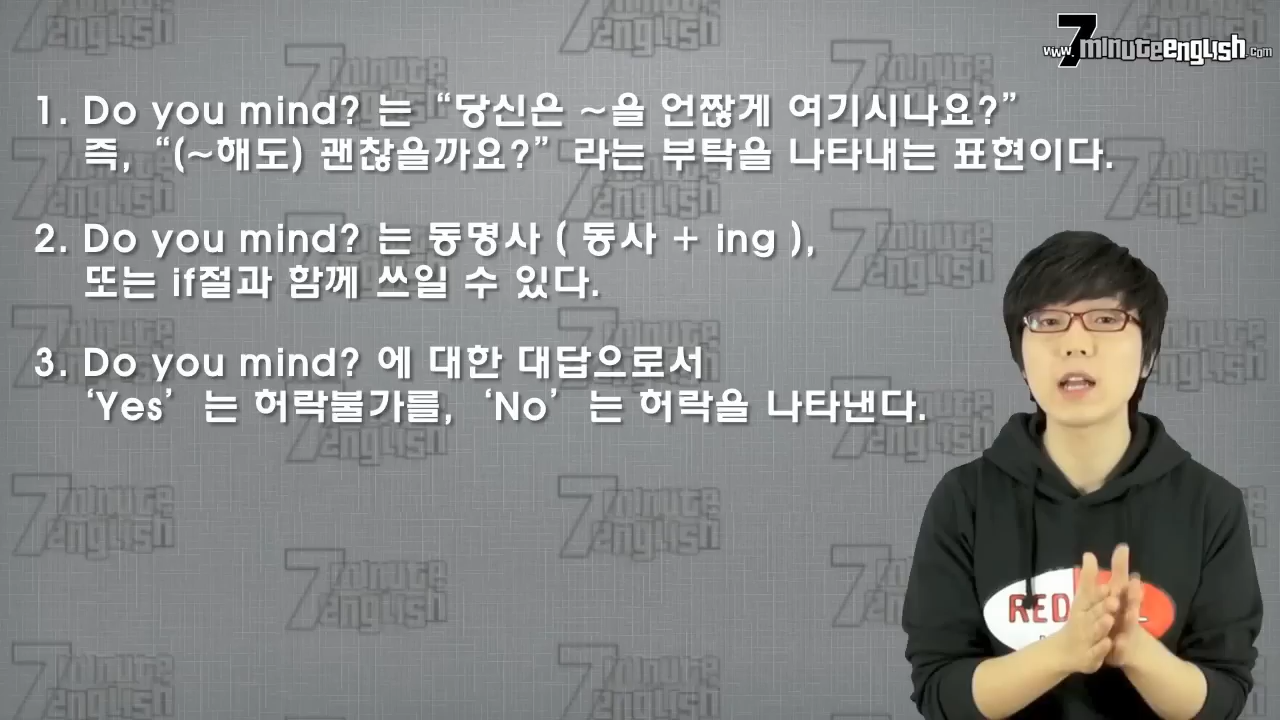 www.7minuteenglish.com
1. Do you mind? 는 “당신은 ~을 언짢게 여기시나요?”
즉, “(~해도) 괜찮을까요?” 라는 부탁을 나타내는 표현이다.
2. Do you mind? 는 동명사 ( 동사 + ing ),
또는 if절과 함께 쓰일 수 있다.
3. Do you mind? 에 대한 대답으로서
‘Yes’ 는 허락불가를, ‘No’ 는 허락을 나타낸다.
RED